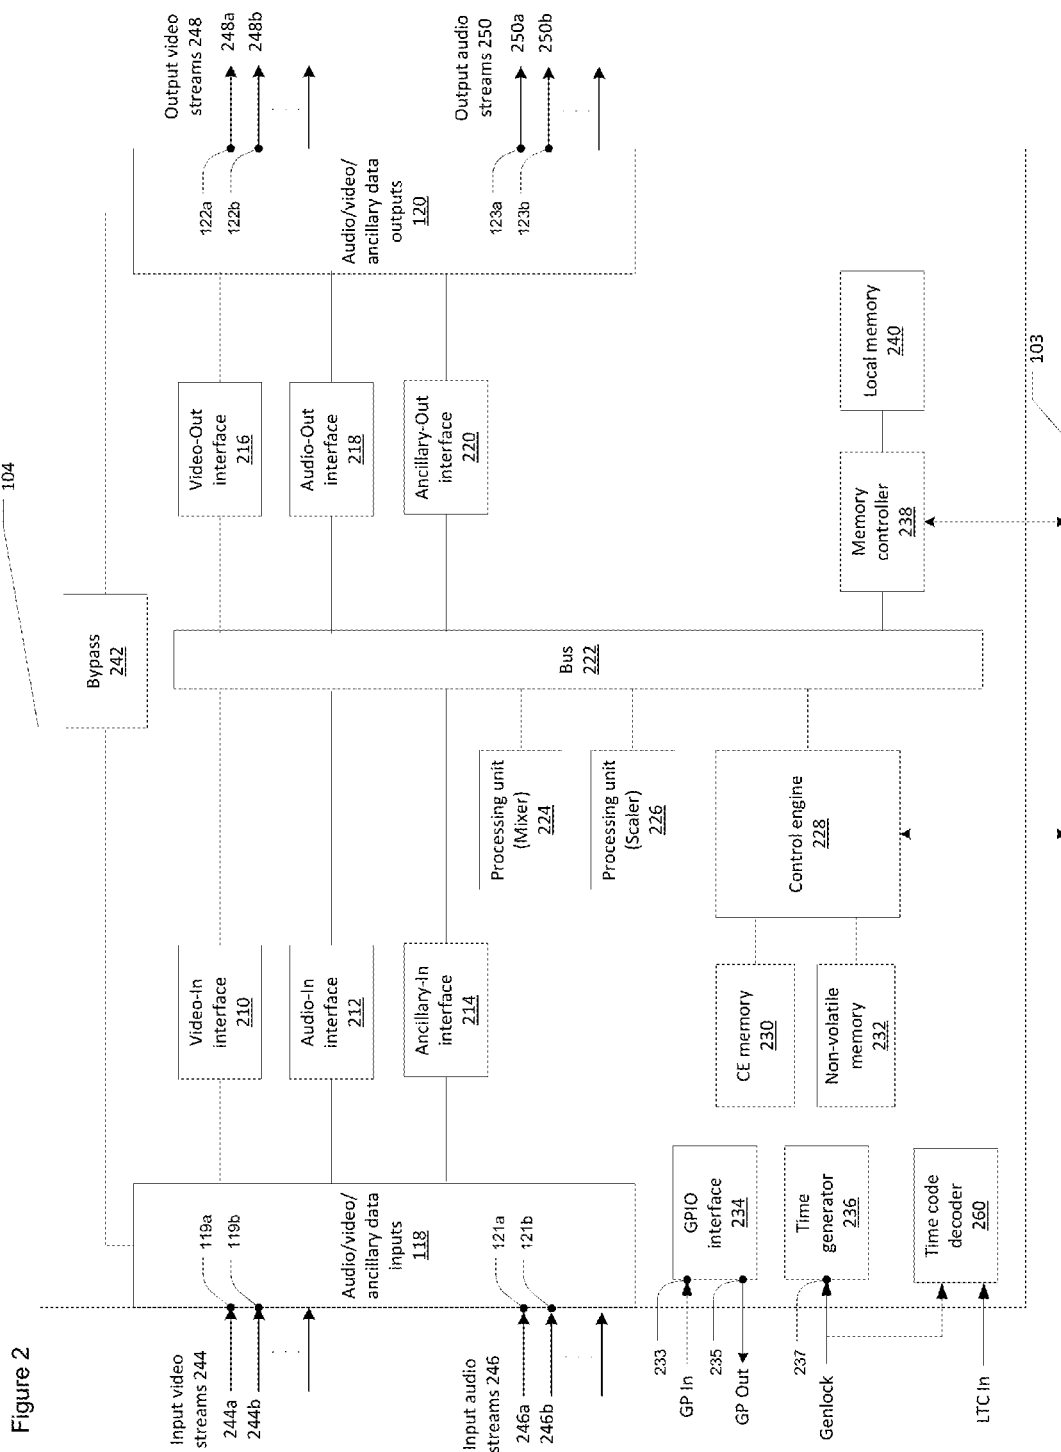 Figure 2
104
Bypass
242
Input video
streams 244
244a
244b
119a
119b
Audio/video/
ancillary data
inputs
118
Input audio
streams 246
246a
246b
121a
121b
Video-In
interface
210
Audio-In
interface
212
Ancillary-In
interface
214
Video-Out
interface
216
Audio-Out
interface
218
Ancillary-Out
interface
220
Output video
streams 248
248a
248b
122a
122b
Audio/video/
ancillary data
outputs
120
Output audio
streams 250
250a
250b
123a
123b
Bus
222
Processing unit
(Mixer)
224
Processing unit
(Scaler)
226
Control engine
228
CE memory
230
Non-volatile
memory
232
Memory
controller
238
Local memory
240
103
233
GP In
235
GP Out
GPIO
interface
234
237
Genlock
Time
generator
236
LTC In
Time code
decoder
260